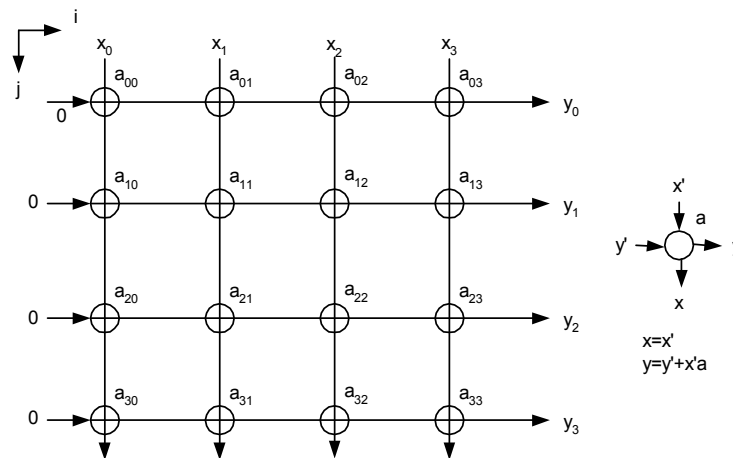 i
j
x₀ x₁ x₂ x₃
a₀₀ a₀₁ a₀₂ a₀₃
0 y₀
a₁₀ a₁₁ a₁₂ a₁₃
0 y₁
a₂₀ a₂₁ a₂₂ a₂₃
0 y₂
a₃₀ a₃₁ a₃₂ a₃₃
0 y₃
x'
a
y' y
x
x=x'
y=y'+x'a